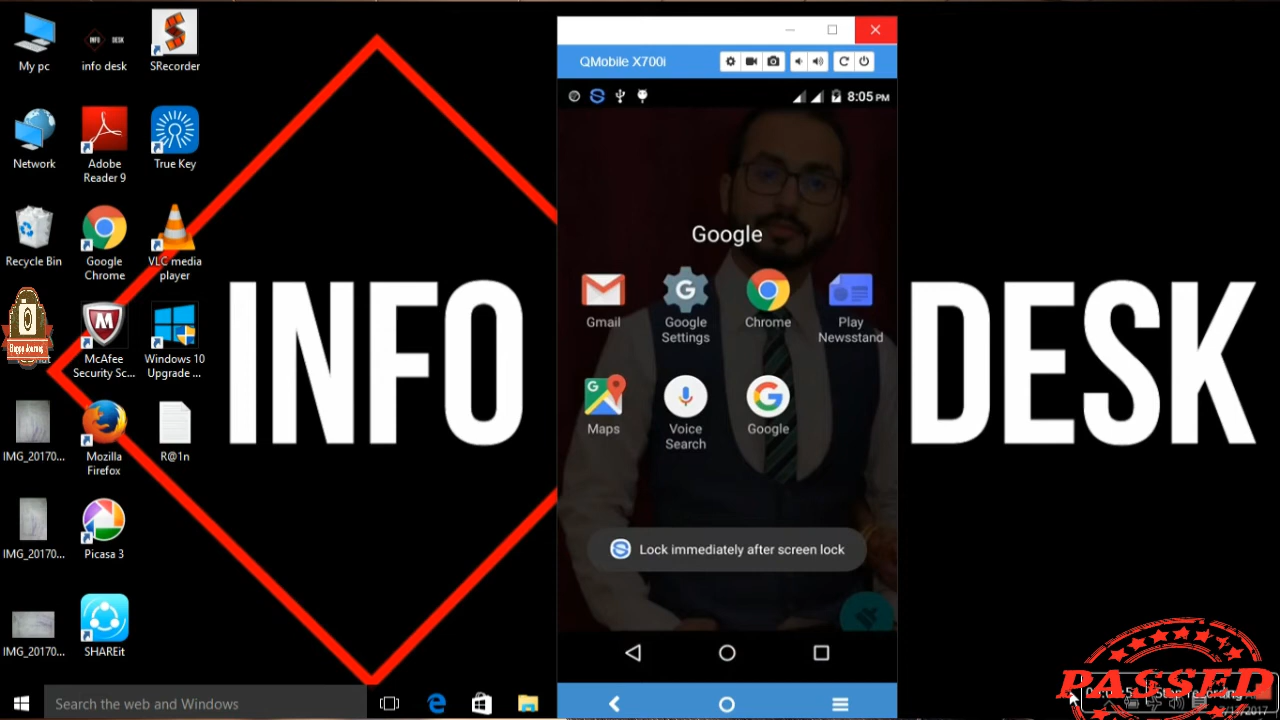 My pc
info desk
SRecorder
Network
Adobe
Reader 9
True Key
Recycle Bin
Google
Chrome
VLC media
player
McAfee
Security Sc...
Windows 10
Upgrade ...
IMG_20170...
Mozilla
Firefox
R@1n
IMG_20170...
Picasa 3
IMG_20170...
SHAREit
INFO DESK
QMobile X700i
8:05 PM
Google
Gmail
Google
Settings
Chrome
Play
Newsstand
Maps
Voice
Search
Google
Lock immediately after screen lock
Search the web and Windows
PASSED
Stop recording